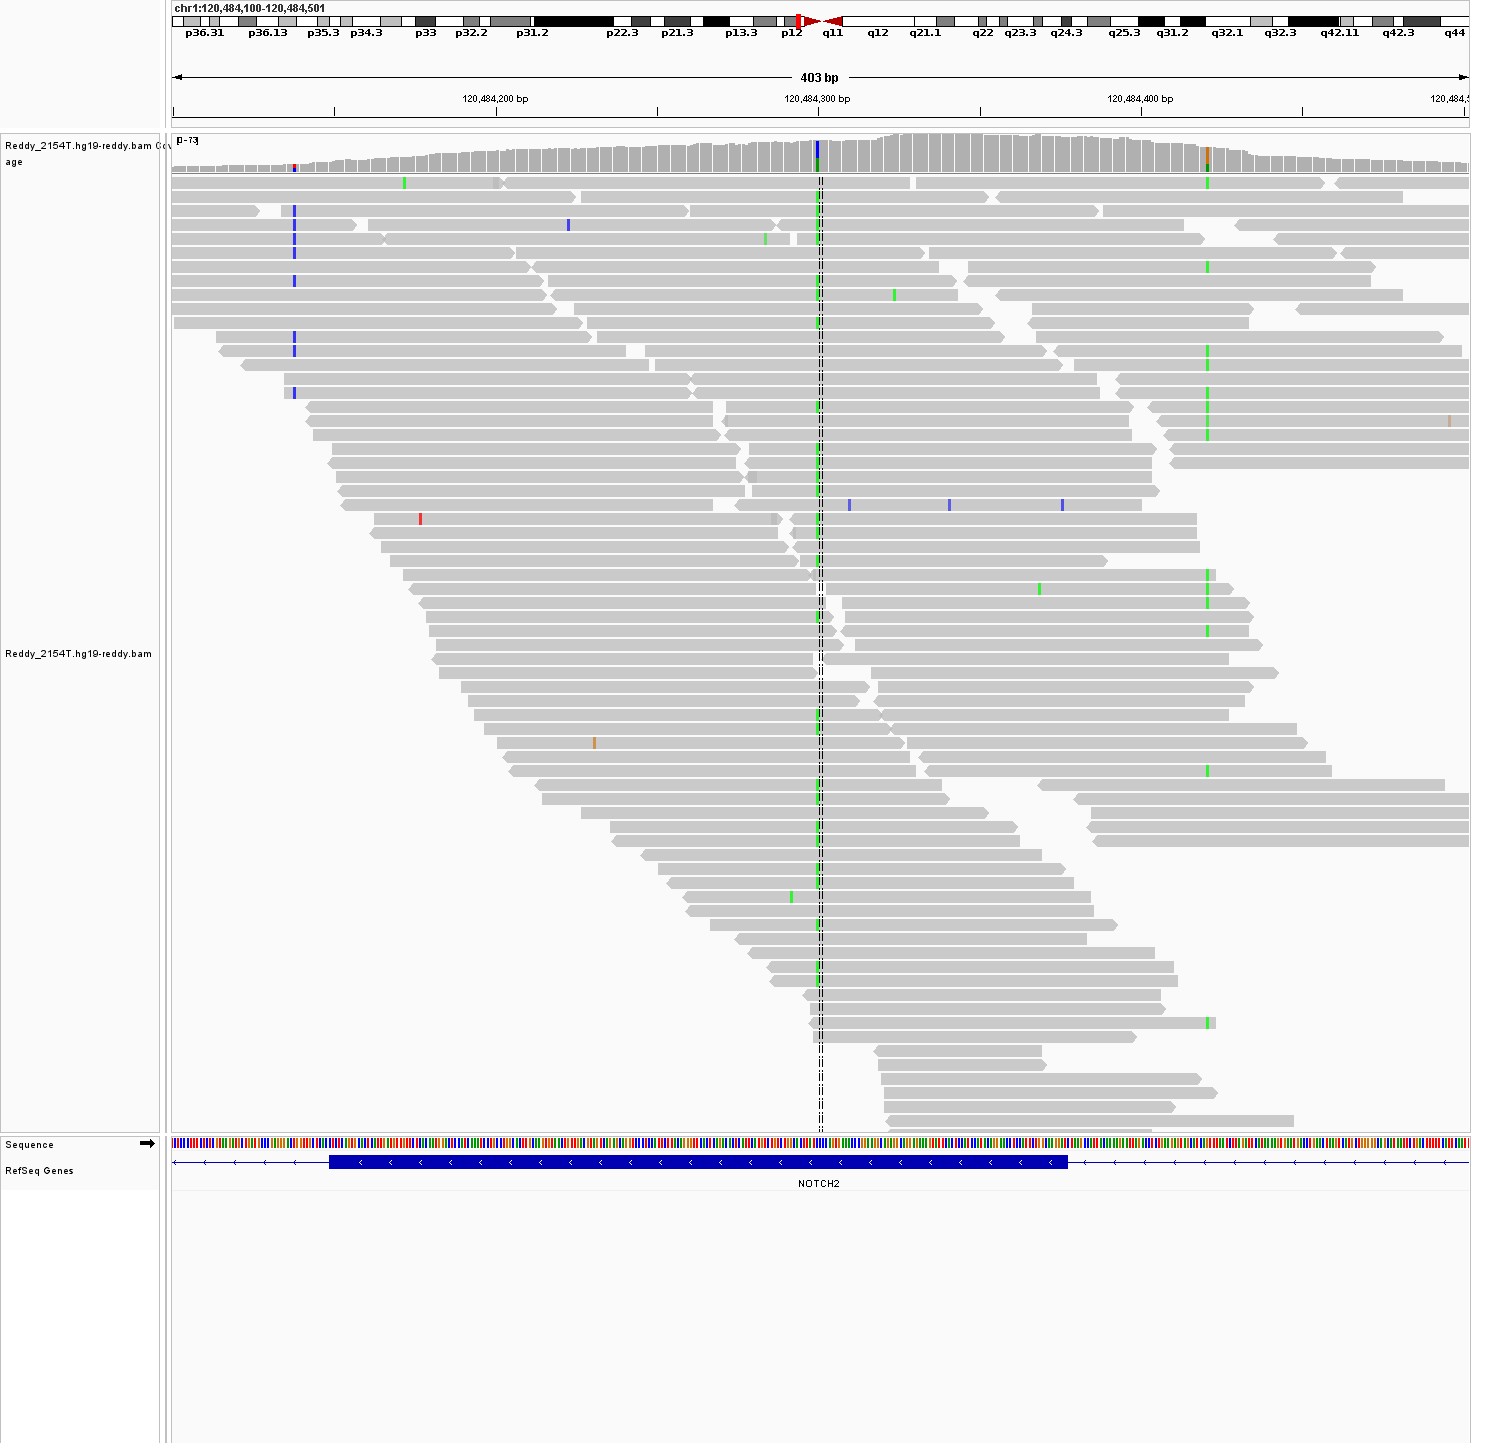 chr1:120,484,100-120,484,501
p36.31 p36.13 p35.3 p34.3 p33 p32.2 p31.2 p22.3 p21.3 p13.3 p12 q11 q12 q21.1 q22 q23.3 q24.3 q25.3 q31.2 q32.1 q32.3 q42.11 q42.3 q44
403 bp
120,484,200 bp 120,484,300 bp 120,484,400 bp 120,484,5
Reddy_2154T.hg19-reddy.bam Cov
age
[0-73]
Reddy_2154T.hg19-reddy.bam
Sequence
RefSeq Genes
NOTCH2